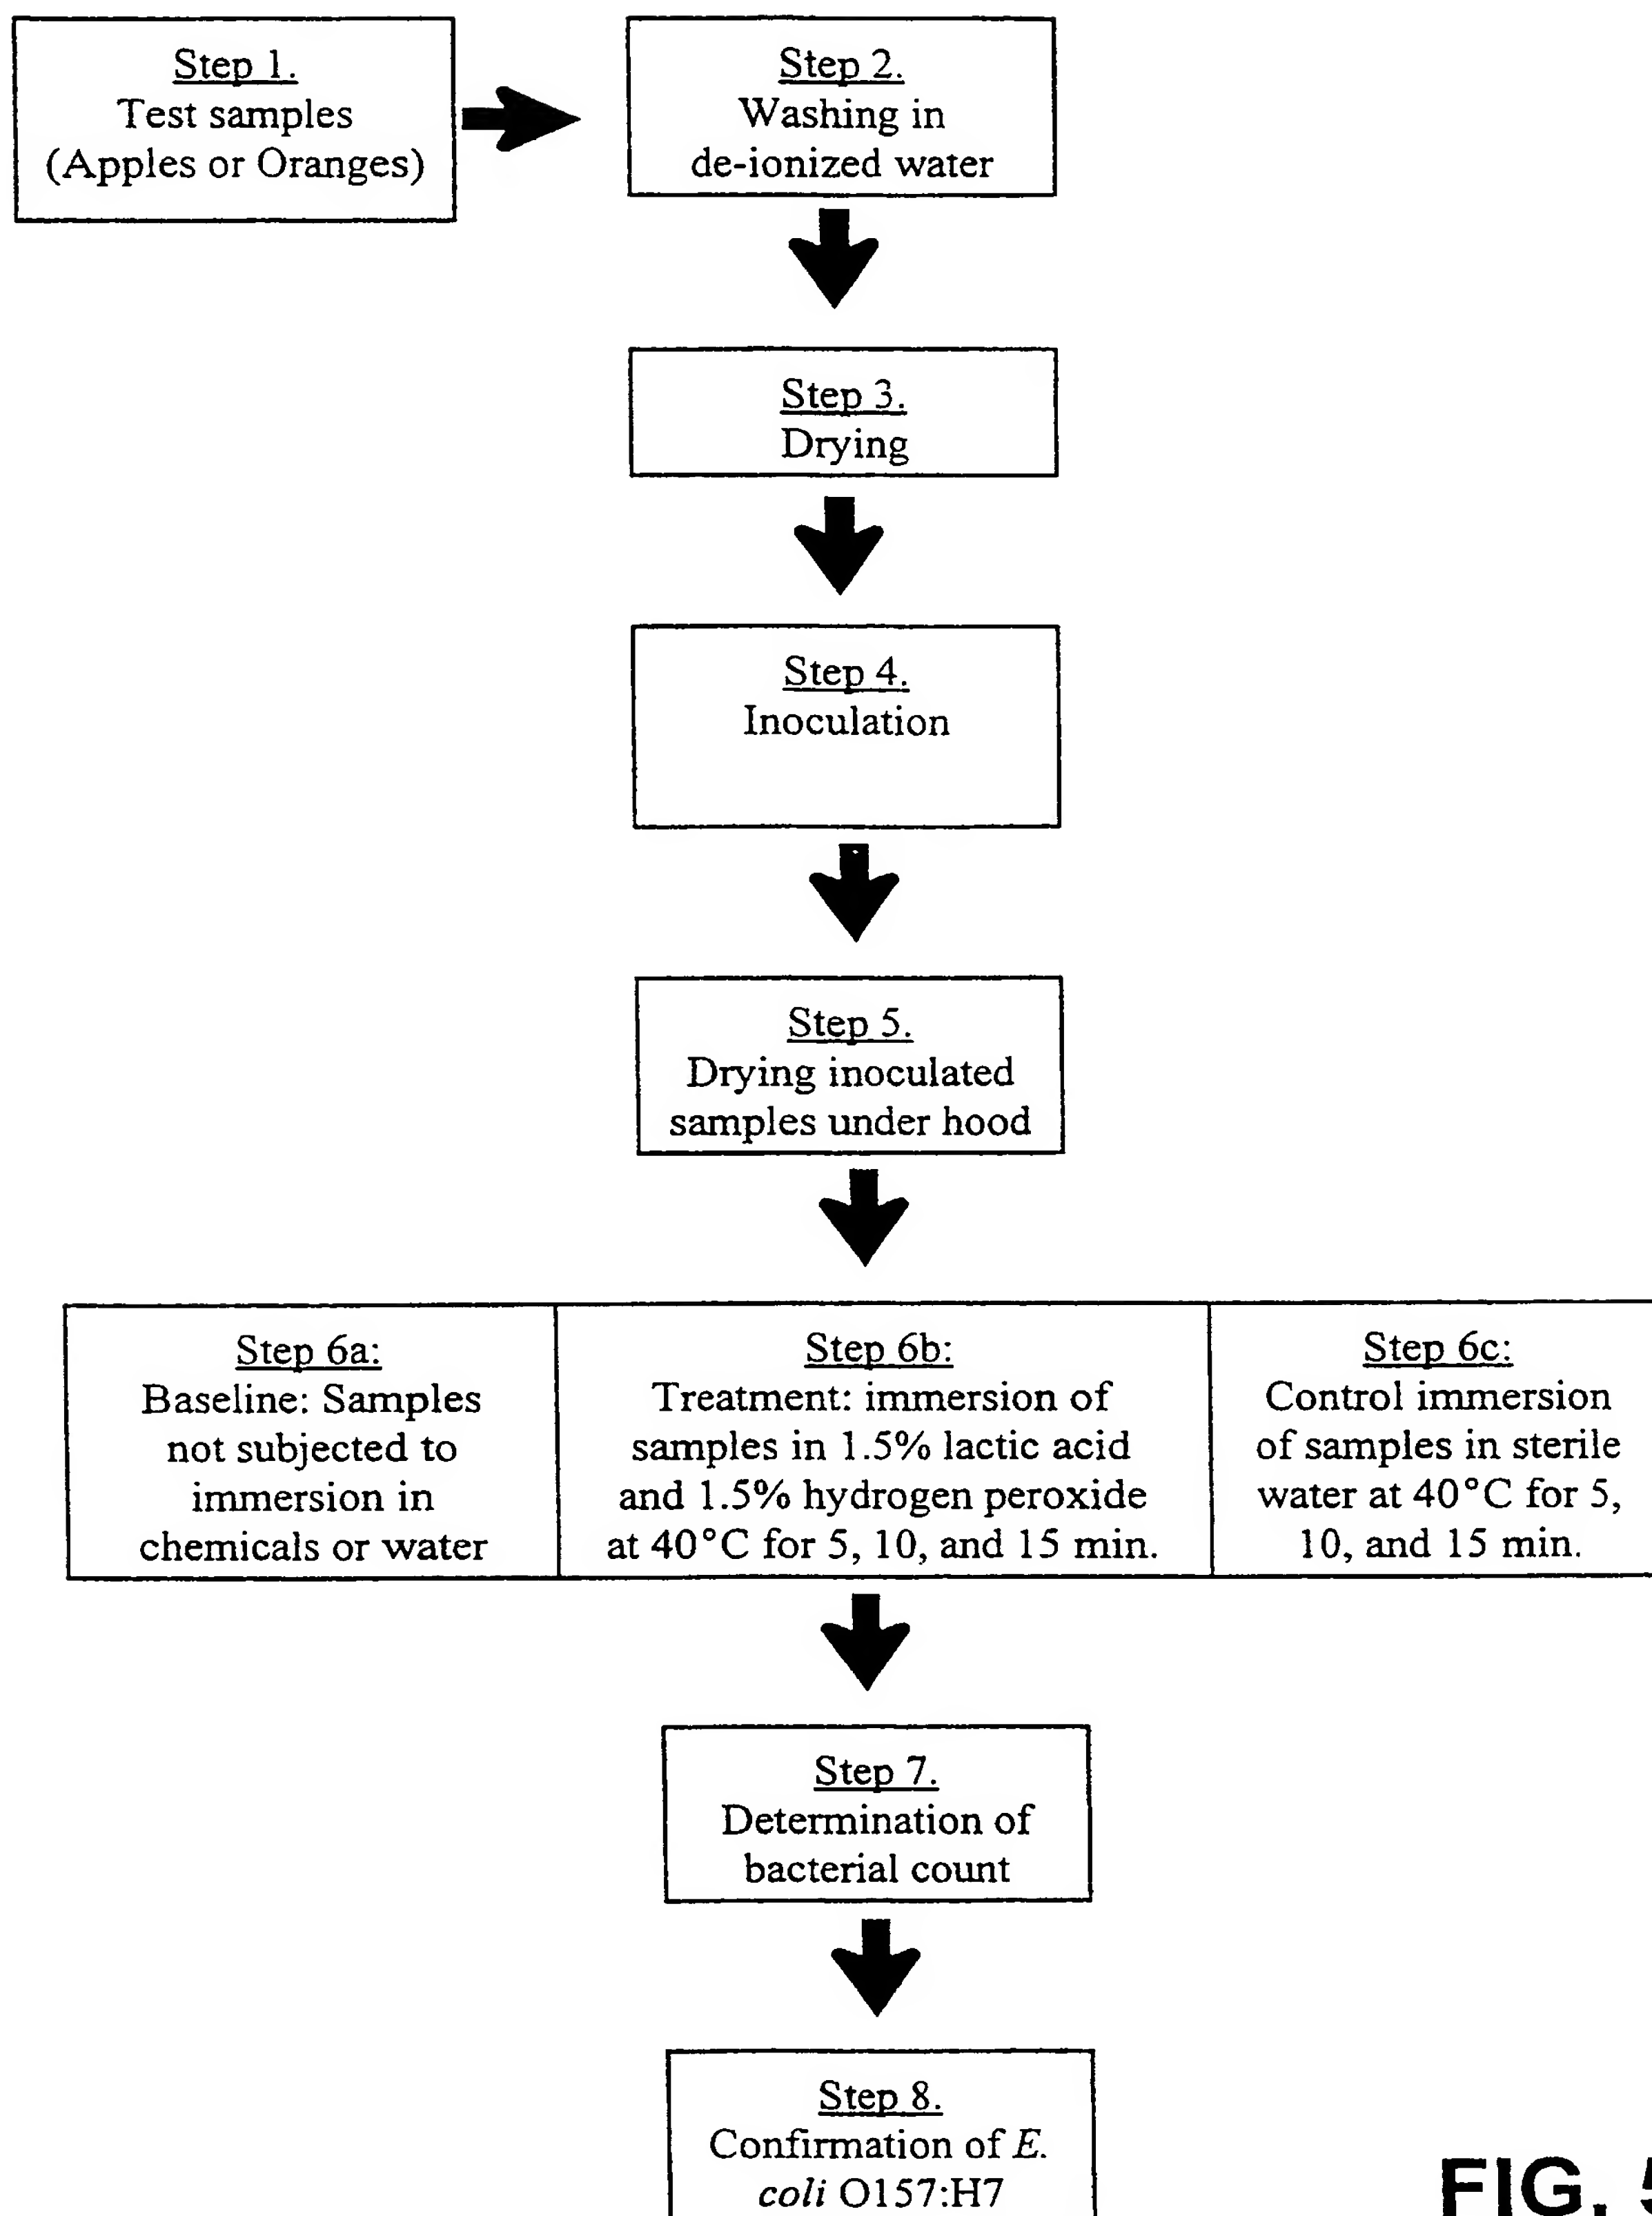 Step 1.
Test samples
(Apples or Oranges)
Step 2.
Washing in
de-ionized water
Step 3.
Drying
Step 4.
Inoculation
Step 5.
Drying inoculated
samples under hood
Step 6a:
Baseline: Samples
not subjected to
immersion in
chemicals or water
Step 6b:
Treatment: immersion of
samples in 1.5% lactic acid
and 1.5% hydrogen peroxide
at 40°C for 5, 10, and 15 min.
Step 6c:
Control immersion
of samples in sterile
water at 40°C for 5,
10, and 15 min.
Step 7.
Determination of
bacterial count
Step 8.
Confirmation of E.
coli O157:H7
FIG. 5